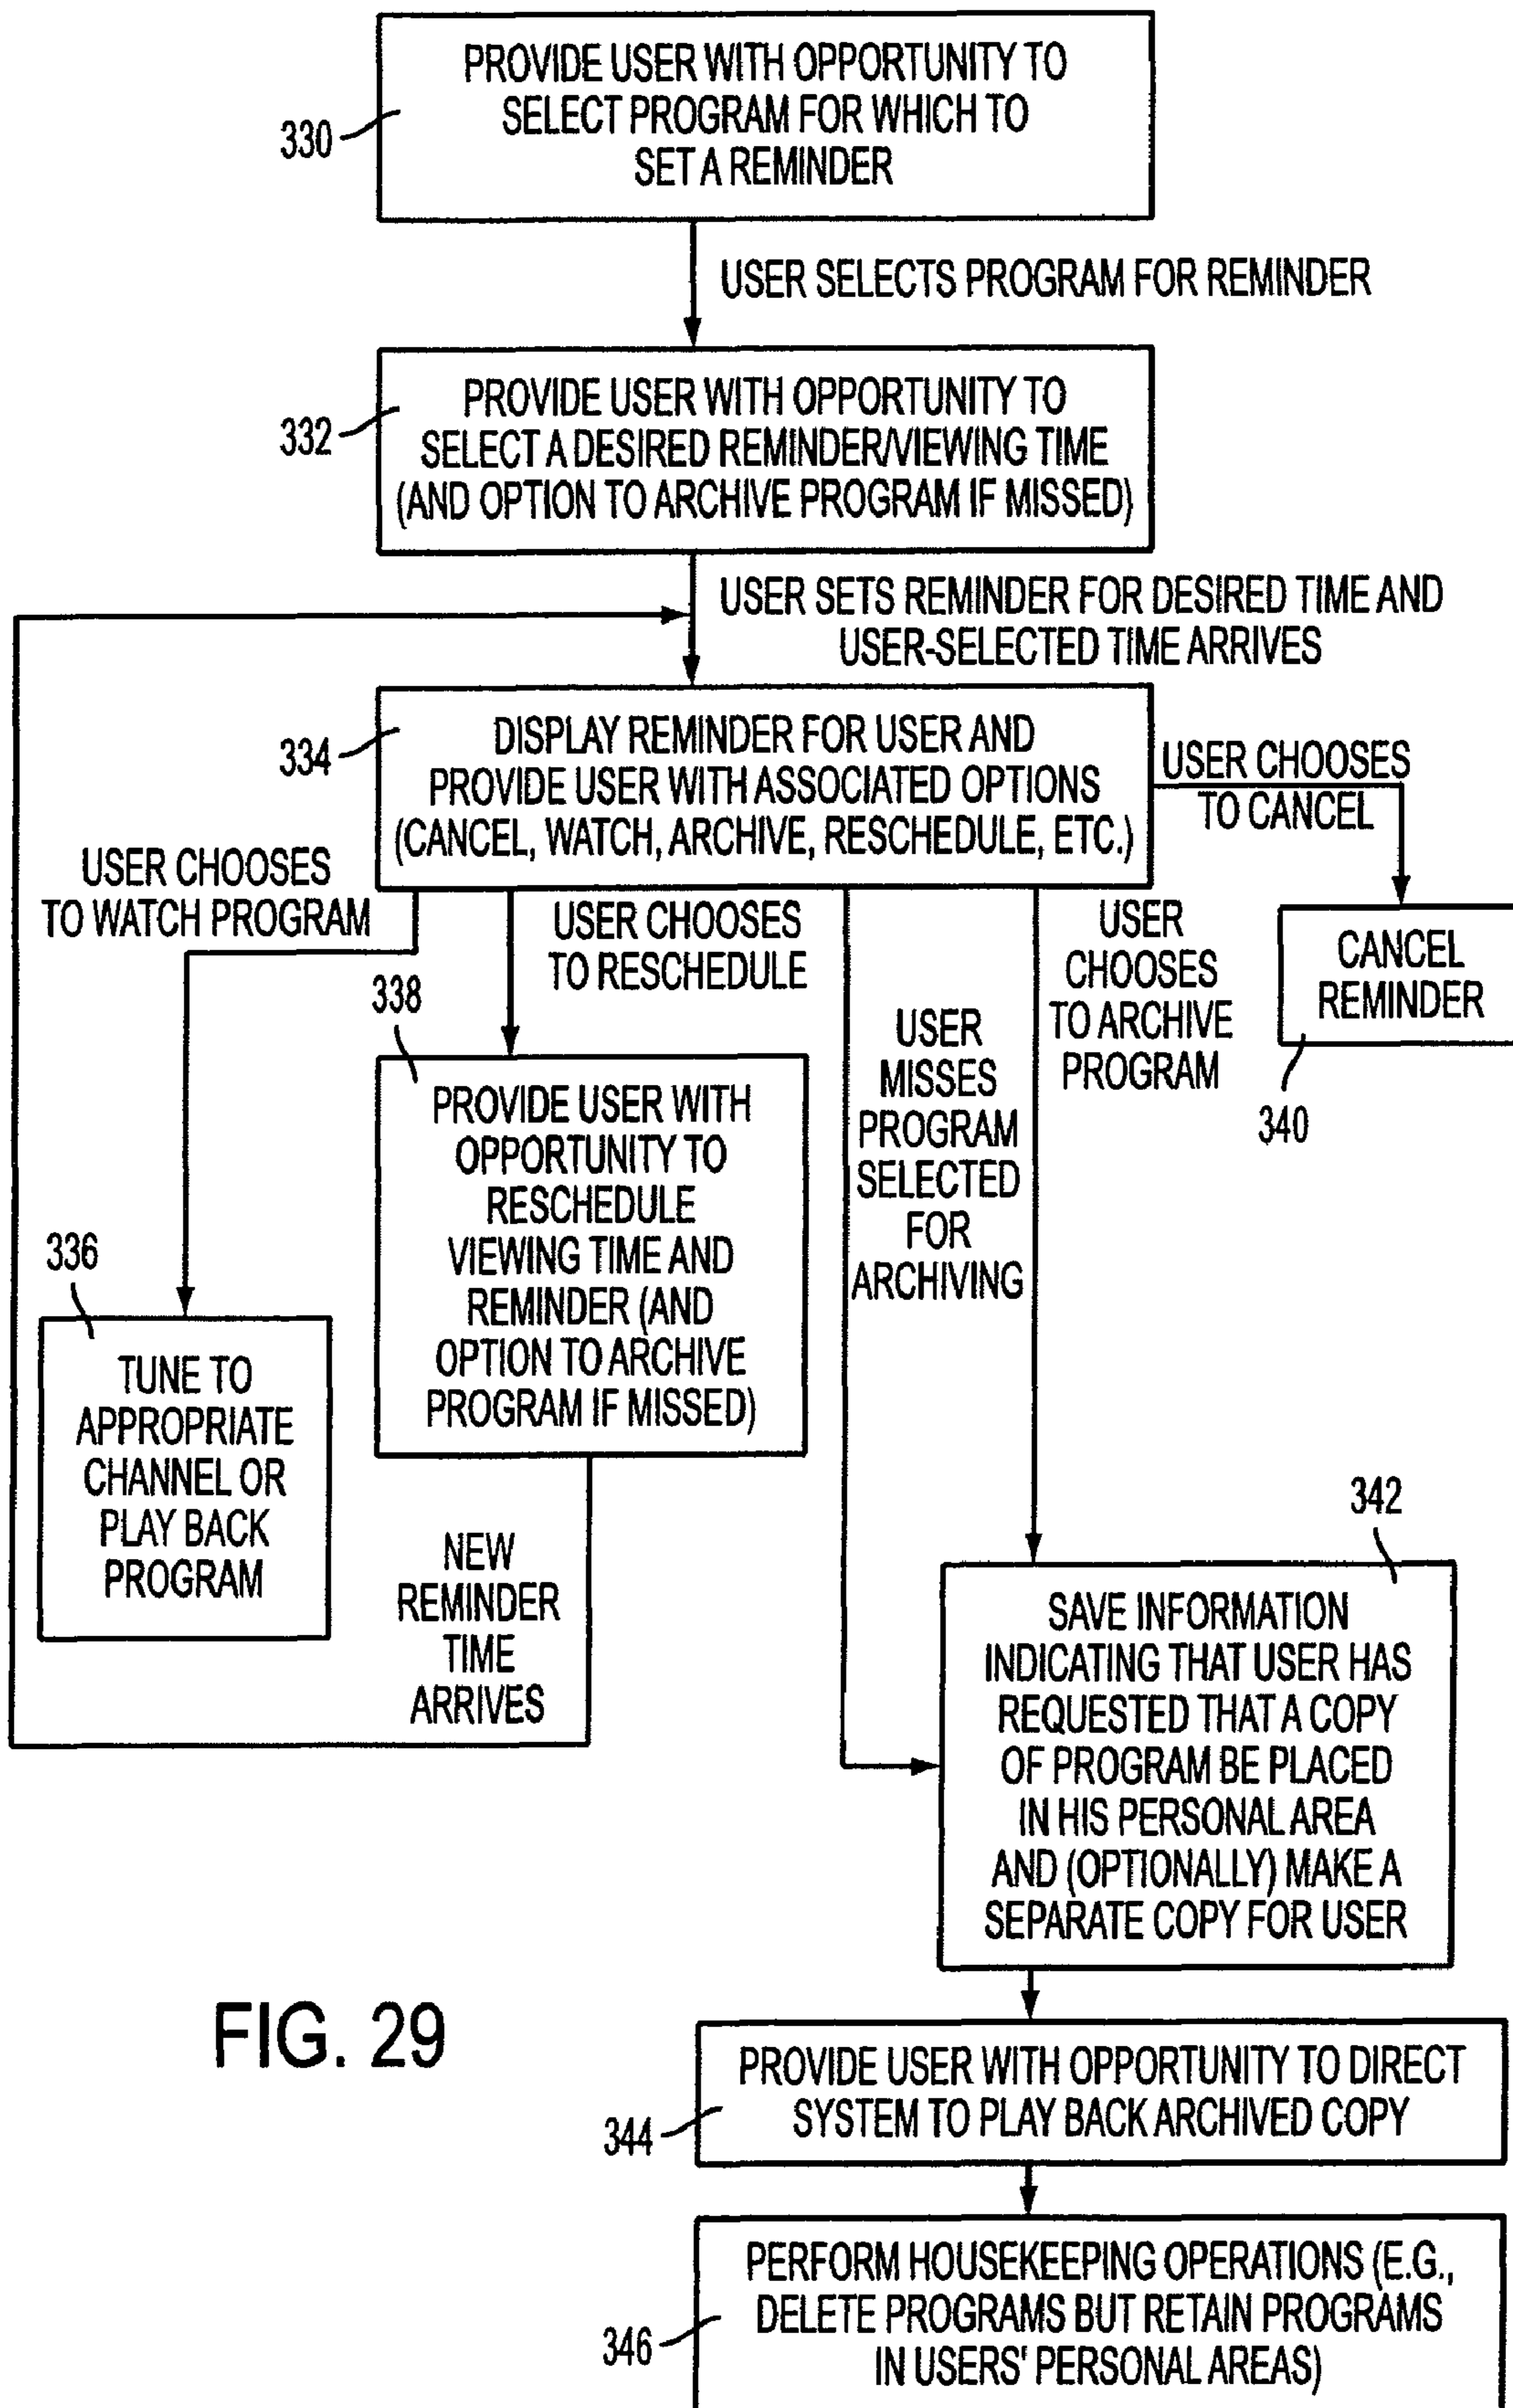 PROVIDE USER WITH OPPORTUNITY TO
SELECT PROGRAM FOR WHICH TO
SET A REMINDER
330
USER SELECTS PROGRAM FOR REMINDER
PROVIDE USER WITH OPPORTUNITY TO
SELECT A DESIRED REMINDER/VIEWING TIME
(AND OPTION TO ARCHIVE PROGRAM IF MISSED)
332
USER SETS REMINDER FOR DESIRED TIME AND
USER-SELECTED TIME ARRIVES
DISPLAY REMINDER FOR USER AND
PROVIDE USER WITH ASSOCIATED OPTIONS
(CANCEL, WATCH, ARCHIVE, RESCHEDULE, ETC.)
334
USER CHOOSES
TO CANCEL
CANCEL
REMINDER
340
USER CHOOSES
TO WATCH PROGRAM
336
TUNE TO
APPROPRIATE
CHANNEL OR
PLAY BACK
PROGRAM
USER CHOOSES
TO RESCHEDULE
338
PROVIDE USER WITH
OPPORTUNITY TO
RESCHEDULE
VIEWING TIME AND
REMINDER (AND
OPTION TO ARCHIVE
PROGRAM IF MISSED)
NEW
REMINDER
TIME
ARRIVES
USER
MISSES
PROGRAM
SELECTED
FOR
ARCHIVING
USER
CHOOSES
TO ARCHIVE
PROGRAM
342
SAVE INFORMATION
INDICATING THAT USER HAS
REQUESTED THAT A COPY
OF PROGRAM BE PLACED
IN HIS PERSONAL AREA
AND (OPTIONALLY) MAKE A
SEPARATE COPY FOR USER
PROVIDE USER WITH OPPORTUNITY TO DIRECT
SYSTEM TO PLAY BACK ARCHIVED COPY
344
PERFORM HOUSEKEEPING OPERATIONS (E.G.,
DELETE PROGRAMS BUT RETAIN PROGRAMS
IN USERS' PERSONAL AREAS)
346
FIG. 29